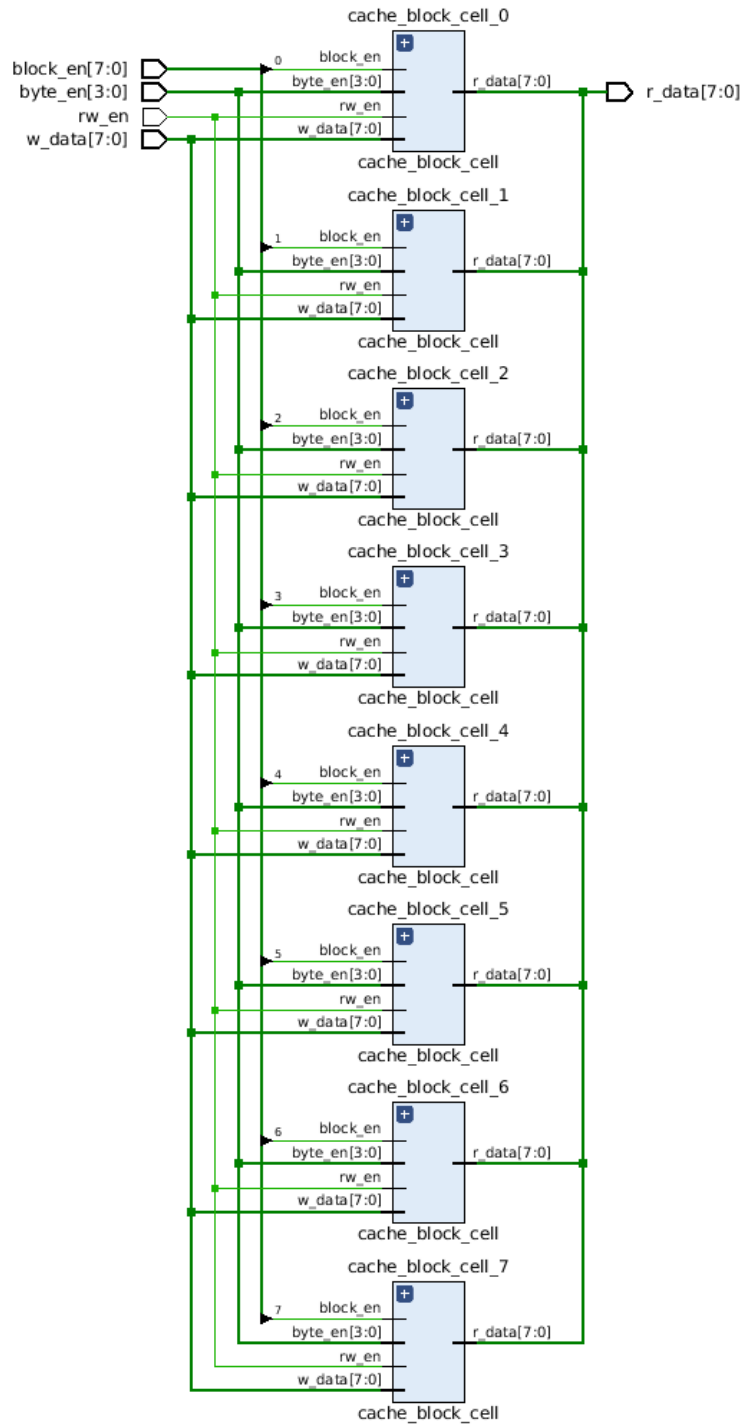 cache_block_cell_0
block_en[7:0]
byte_en[3:0]
rw_en
w_data[7:0]
0
block_en
byte_en[3:0]
rw_en
w_data[7:0]
r_data[7:0]
r_data[7:0]
cache_block_cell
cache_block_cell_1
1
block_en
byte_en[3:0]
rw_en
w_data[7:0]
r_data[7:0]
cache_block_cell
cache_block_cell_2
2
block_en
byte_en[3:0]
rw_en
w_data[7:0]
r_data[7:0]
cache_block_cell
cache_block_cell_3
3
block_en
byte_en[3:0]
rw_en
w_data[7:0]
r_data[7:0]
cache_block_cell
cache_block_cell_4
4
block_en
byte_en[3:0]
rw_en
w_data[7:0]
r_data[7:0]
cache_block_cell
cache_block_cell_5
5
block_en
byte_en[3:0]
rw_en
w_data[7:0]
r_data[7:0]
cache_block_cell
cache_block_cell_6
6
block_en
byte_en[3:0]
rw_en
w_data[7:0]
r_data[7:0]
cache_block_cell
cache_block_cell_7
7
block_en
byte_en[3:0]
rw_en
w_data[7:0]
r_data[7:0]
cache_block_cell